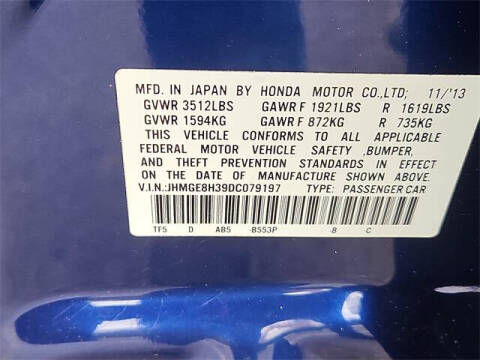 MFD. IN JAPAN BY HONDA MOTOR CO.,LTD; 11/'13
GVWR 3512LBS GAWR F 1921LBS R 1619LBS
GVWR 1594KG GAWR F 872KG R 735KG
THIS VEHICLE CONFORMS TO ALL APPLICABLE
FEDERAL MOTOR VEHICLE SAFETY ,BUMPER,
AND THEFT PREVENTION STANDARDS IN EFFECT
ON THE DATE OF MANUFACTURE SHOWN ABOVE.
V.I.N.:JHMGE8H39DC079197 TYPE: PASSENGER CAR
TF5 D AB5 -B553P -B -C